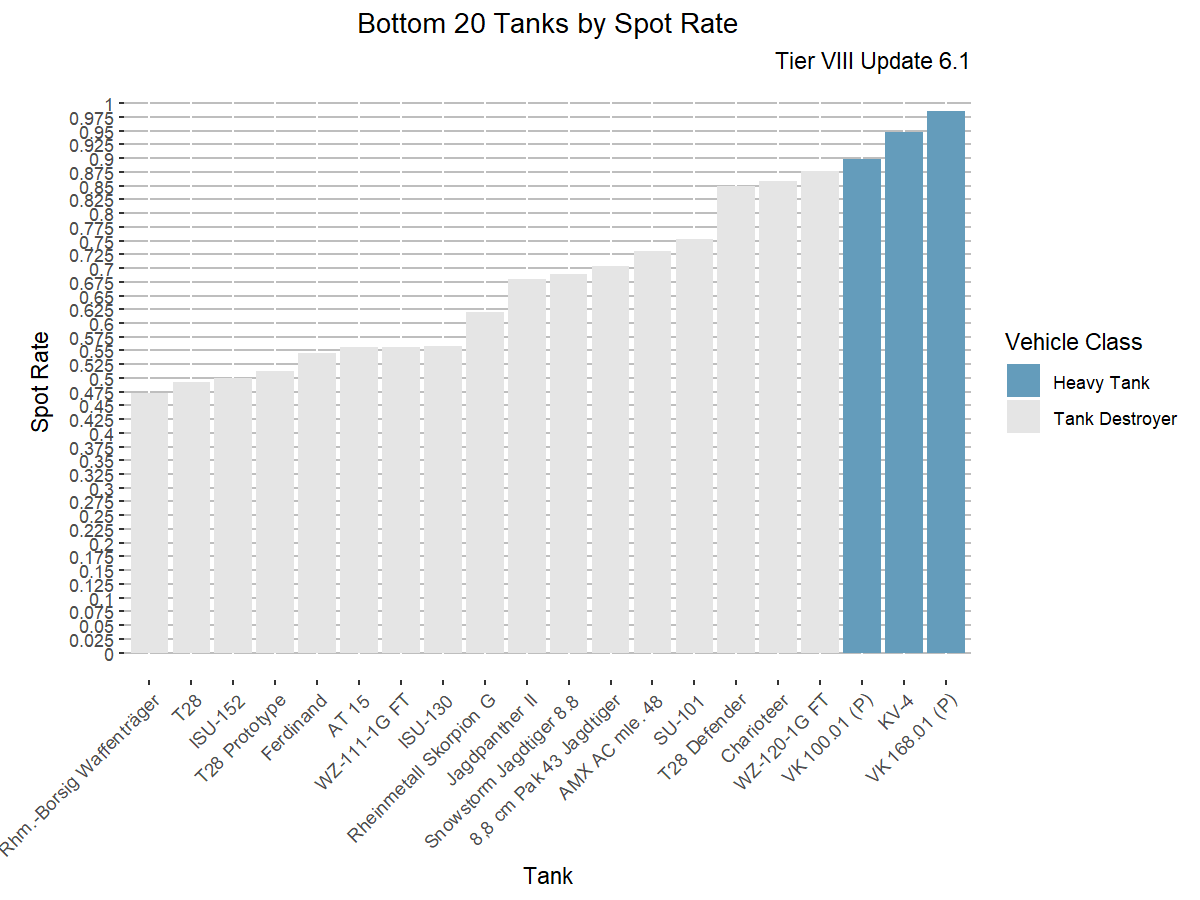 Bottom 20 Tanks by Spot Rate
Tier VIII Update 6.1
1
0.975
0.95
0.925
0.9
0.875
0.85
0.825
0.8
0.775
0.75
0.725
0.7
0.675
0.65
0.625
0.6
0.575
0.55
0.525
0.5
0.475
0.45
0.425
0.4
0.375
0.35
0.325
0.3
0.275
0.25
0.225
0.2
0.175
0.15
0.125
0.1
0.075
0.05
0.025
0
Spot Rate
Rhm.-Borsig Waffenträger
T28
ISU-152
T28 Prototype
Ferdinand
AT 15
WZ-111-1G FT
ISU-130
Rheinmetall Skorpion G
Jagdpanther II
Snowstorm Jagdtiger 8.8
8,8 cm Pak 43 Jagdtiger
AMX AC mle. 48
SU-101
T28 Defender
Charioteer
WZ-120-1G FT
VK 100.01 (P)
KV-4
VK 168.01 (P)
Tank
Vehicle Class
Heavy Tank
Tank Destroyer